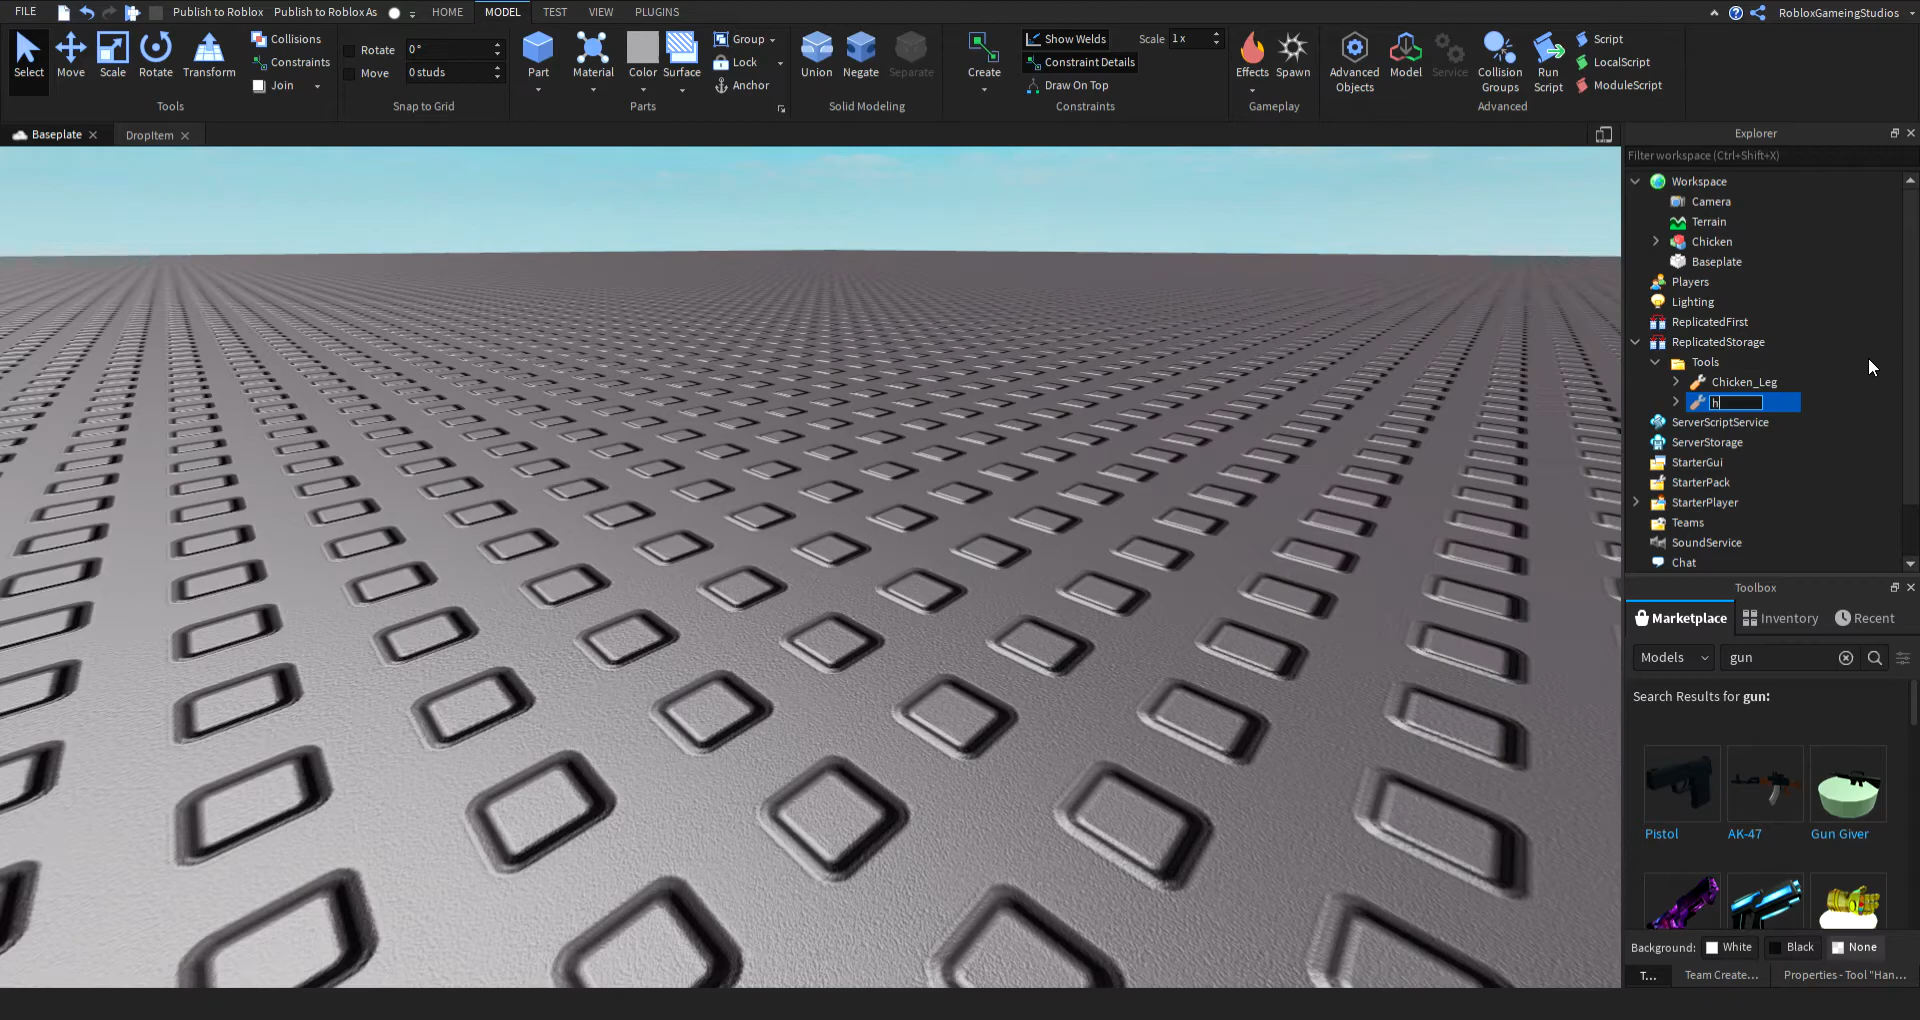 FILE Publish to Roblox Publish to Roblox As HOME MODEL TEST VIEW PLUGINS RobloxGameingStudios
Select Move Scale Rotate Transform
Collisions
Constraints
Join
Tools
Rotate 0°
Move 0 studs
Snap to Grid
Part Material Color Surface
Group
Lock
Anchor
Parts
Union Negate Separate
Solid Modeling
Create
Show Welds
Constraint Details
Draw On Top
Scale 1 x
Constraints
Effects Spawn
Gameplay
Advanced Objects Model Service Collision Groups Run Script
Script
LocalScript
ModuleScript
Advanced
Baseplate DropItem
Explorer
Filter workspace (Ctrl+Shift+X)
Workspace
Camera
Terrain
Chicken
Baseplate
Players
Lighting
ReplicatedFirst
ReplicatedStorage
Tools
Chicken_Leg
h
ServerScriptService
ServerStorage
StarterGui
StarterPack
StarterPlayer
Teams
SoundService
Chat
Toolbox
Marketplace Inventory Recent
Models gun
Search Results for gun:
Pistol AK-47 Gun Giver
Background: White Black None
T... Team Create... Properties - Tool "Han...